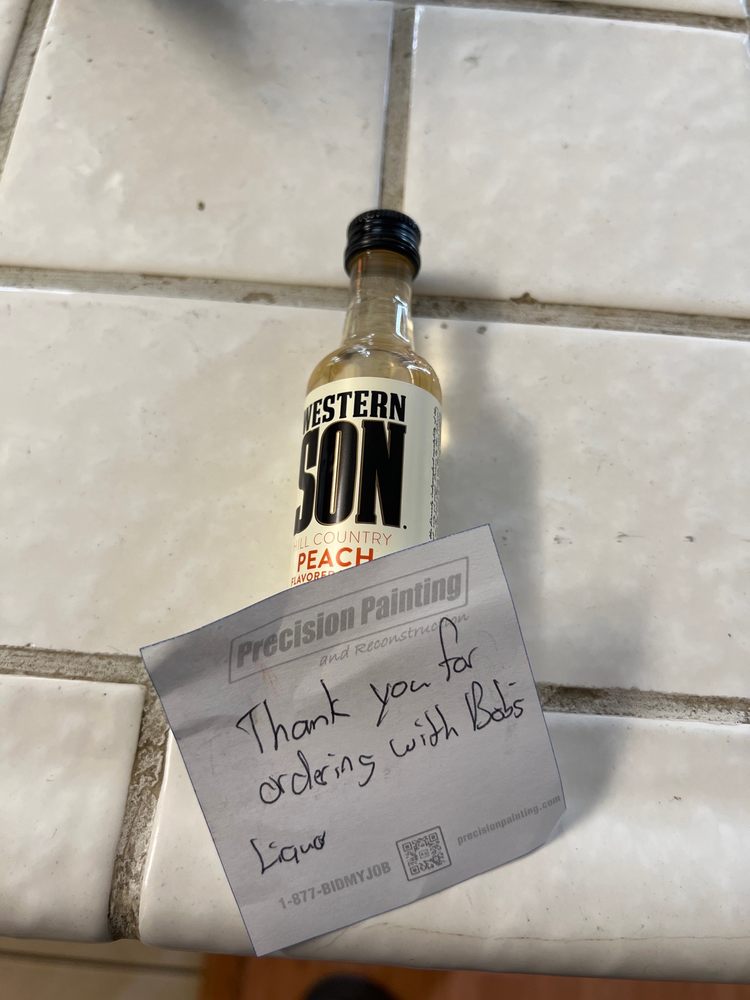 WESTERN
SON.
HILL COUNTRY
PEACH
FLAVORED
Precision Painting
and Reconstruction
Thank you for
ordering with Bob's
Liquor
1-877-BIDMYJOB
precisionpainting.com